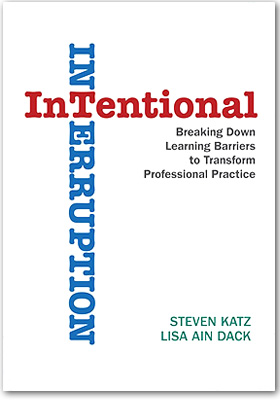 InTentional
INTERRUPTION
Breaking Down
Learning Barriers
to Transform
Professional Practice
STEVEN KATZ
LISA AIN DACK